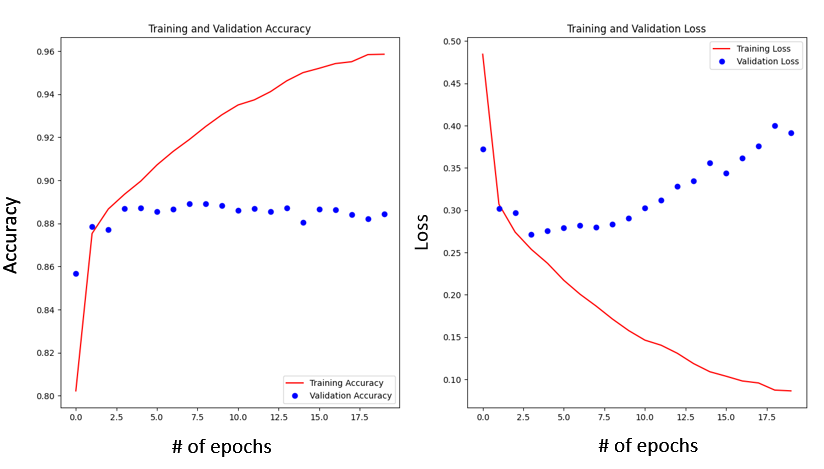 Training and Validation Accuracy
0.96
0.94
0.92
0.90
0.88
0.86
0.84
0.82
0.80
Accuracy
Training Accuracy
Validation Accuracy
0.0 2.5 5.0 7.5 10.0 12.5 15.0 17.5
# of epochs
Training and Validation Loss
0.50
0.45
0.40
0.35
0.30
0.25
0.20
0.15
0.10
Loss
Training Loss
Validation Loss
0.0 2.5 5.0 7.5 10.0 12.5 15.0 17.5
# of epochs